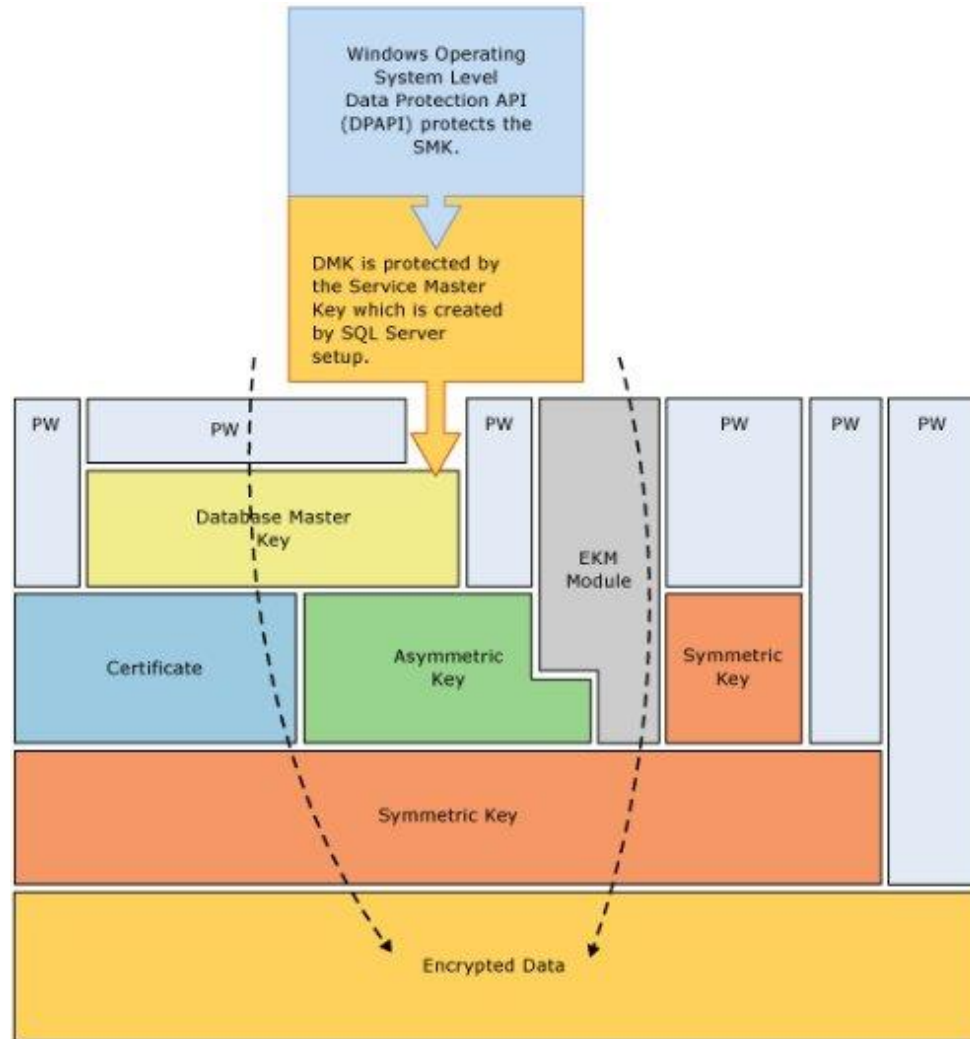 Windows Operating
System Level
Data Protection API
(DPAPI) protects the
SMK.
DMK is protected by
the Service Master
Key which is created
by SQL Server
setup.
PW
PW
PW
PW
PW
PW
Database Master
Key
EKM
Module
Certificate
Asymmetric
Key
Symmetric
Key
Symmetric Key
Encrypted Data